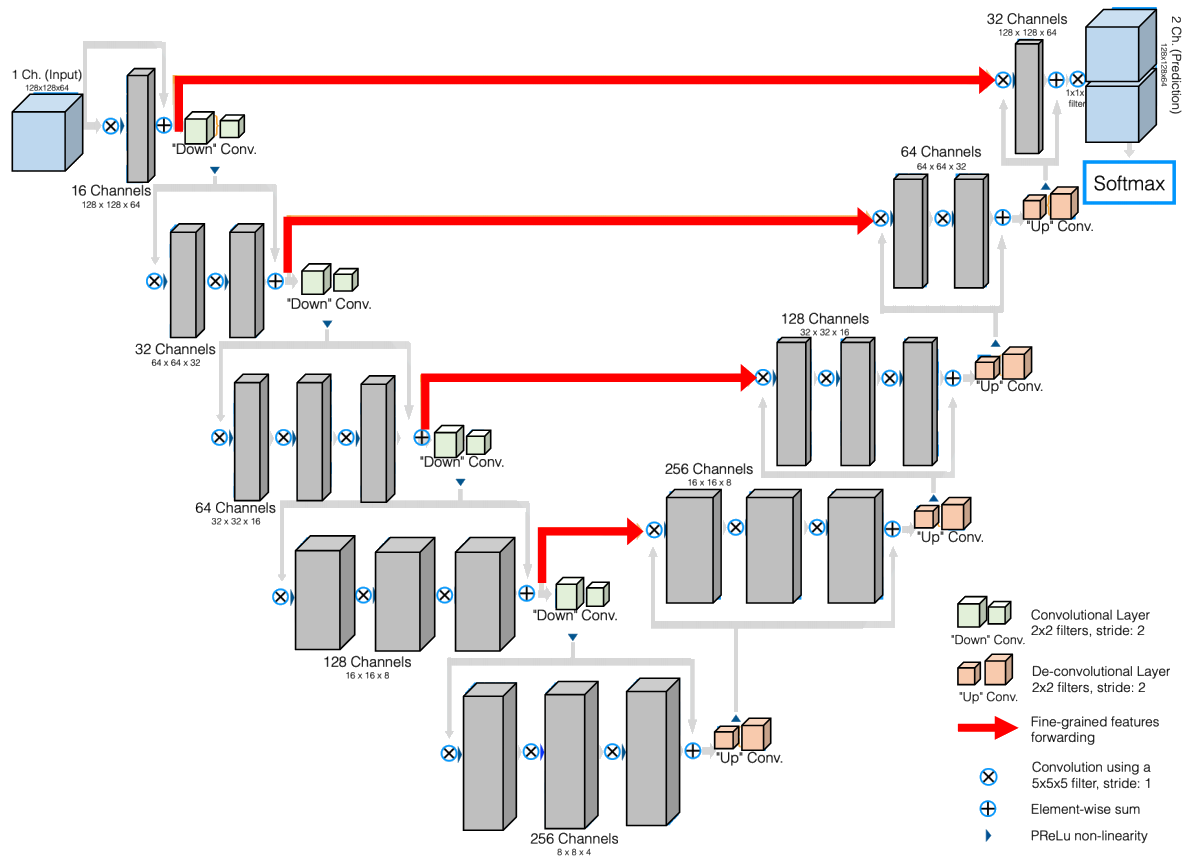 1 Ch. (Input)
128x128x64
16 Channels
128 x 128 x 64
"Down" Conv.
32 Channels
64 x 64 x 32
"Down" Conv.
64 Channels
32 x 32 x 16
"Down" Conv.
128 Channels
16 x 16 x 8
"Down" Conv.
256 Channels
8 x 8 x 4
"Up" Conv.
256 Channels
16 x 16 x 8
"Up" Conv.
128 Channels
32 x 32 x 16
"Up" Conv.
64 Channels
64 x 64 x 32
"Up" Conv.
32 Channels
128 x 128 x 64
1x1x
filter
2 Ch. (Prediction)
128x128x64
Softmax
"Down" Conv.
Convolutional Layer
2x2 filters, stride: 2
"Up" Conv.
De-convolutional Layer
2x2 filters, stride: 2
Fine-grained features
forwarding
Convolution using a
5x5x5 filter, stride: 1
Element-wise sum
PReLu non-linearity